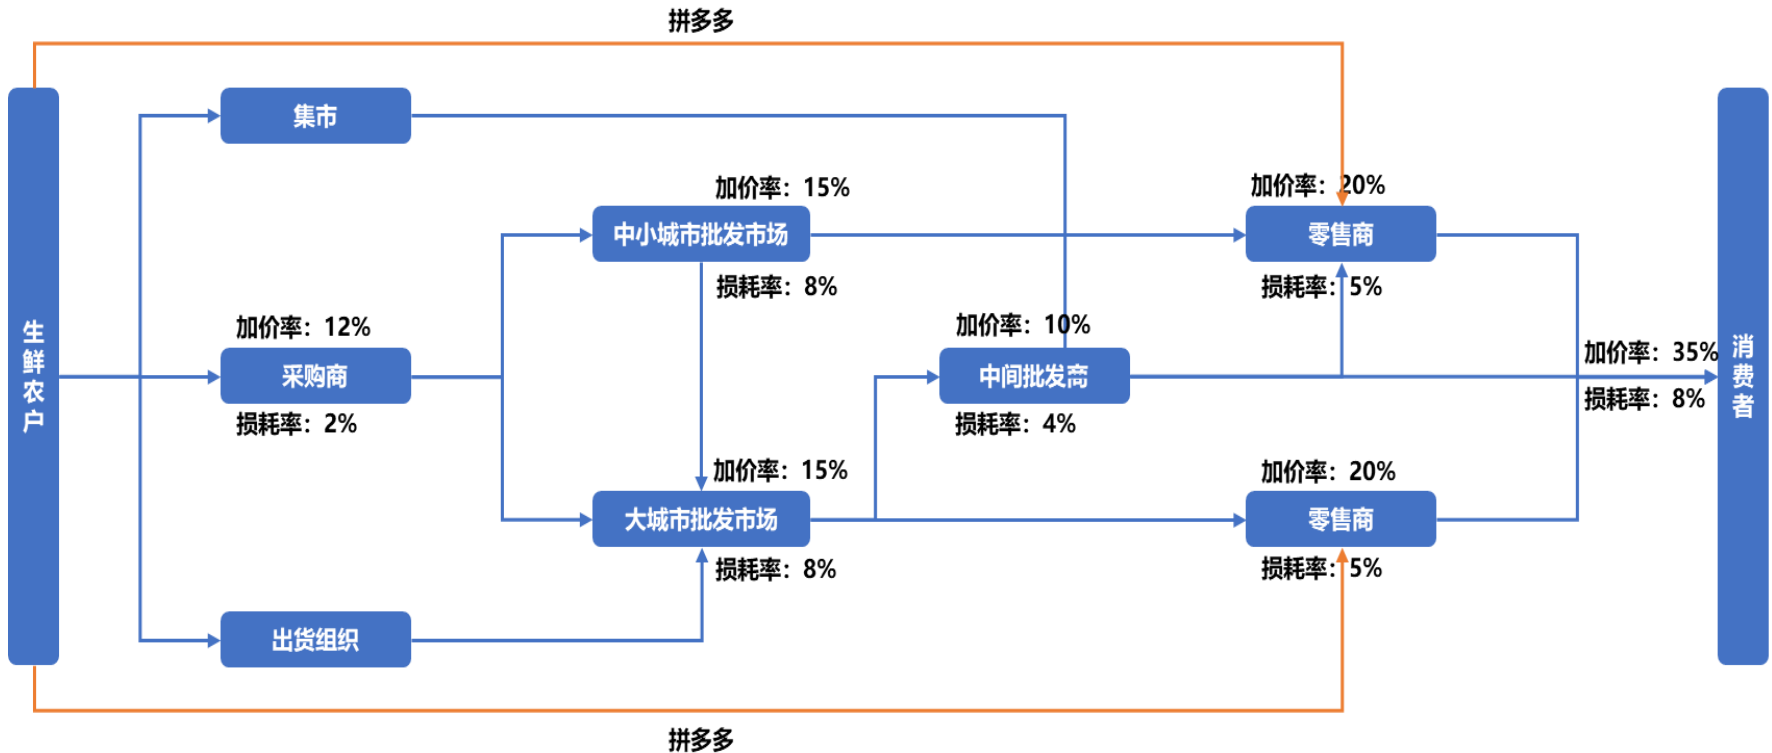 拼多多
集市
加价率：15%
加价率：20%
中小城市批发市场
零售商
损耗率：8%
损耗率：5%
生鲜农户
加价率：12%
加价率：10%
加价率：35%
消费者
采购商
中间批发商
损耗率：2%
损耗率：4%
损耗率：8%
加价率：15%
加价率：20%
大城市批发市场
零售商
损耗率：8%
损耗率：5%
出货组织
拼多多